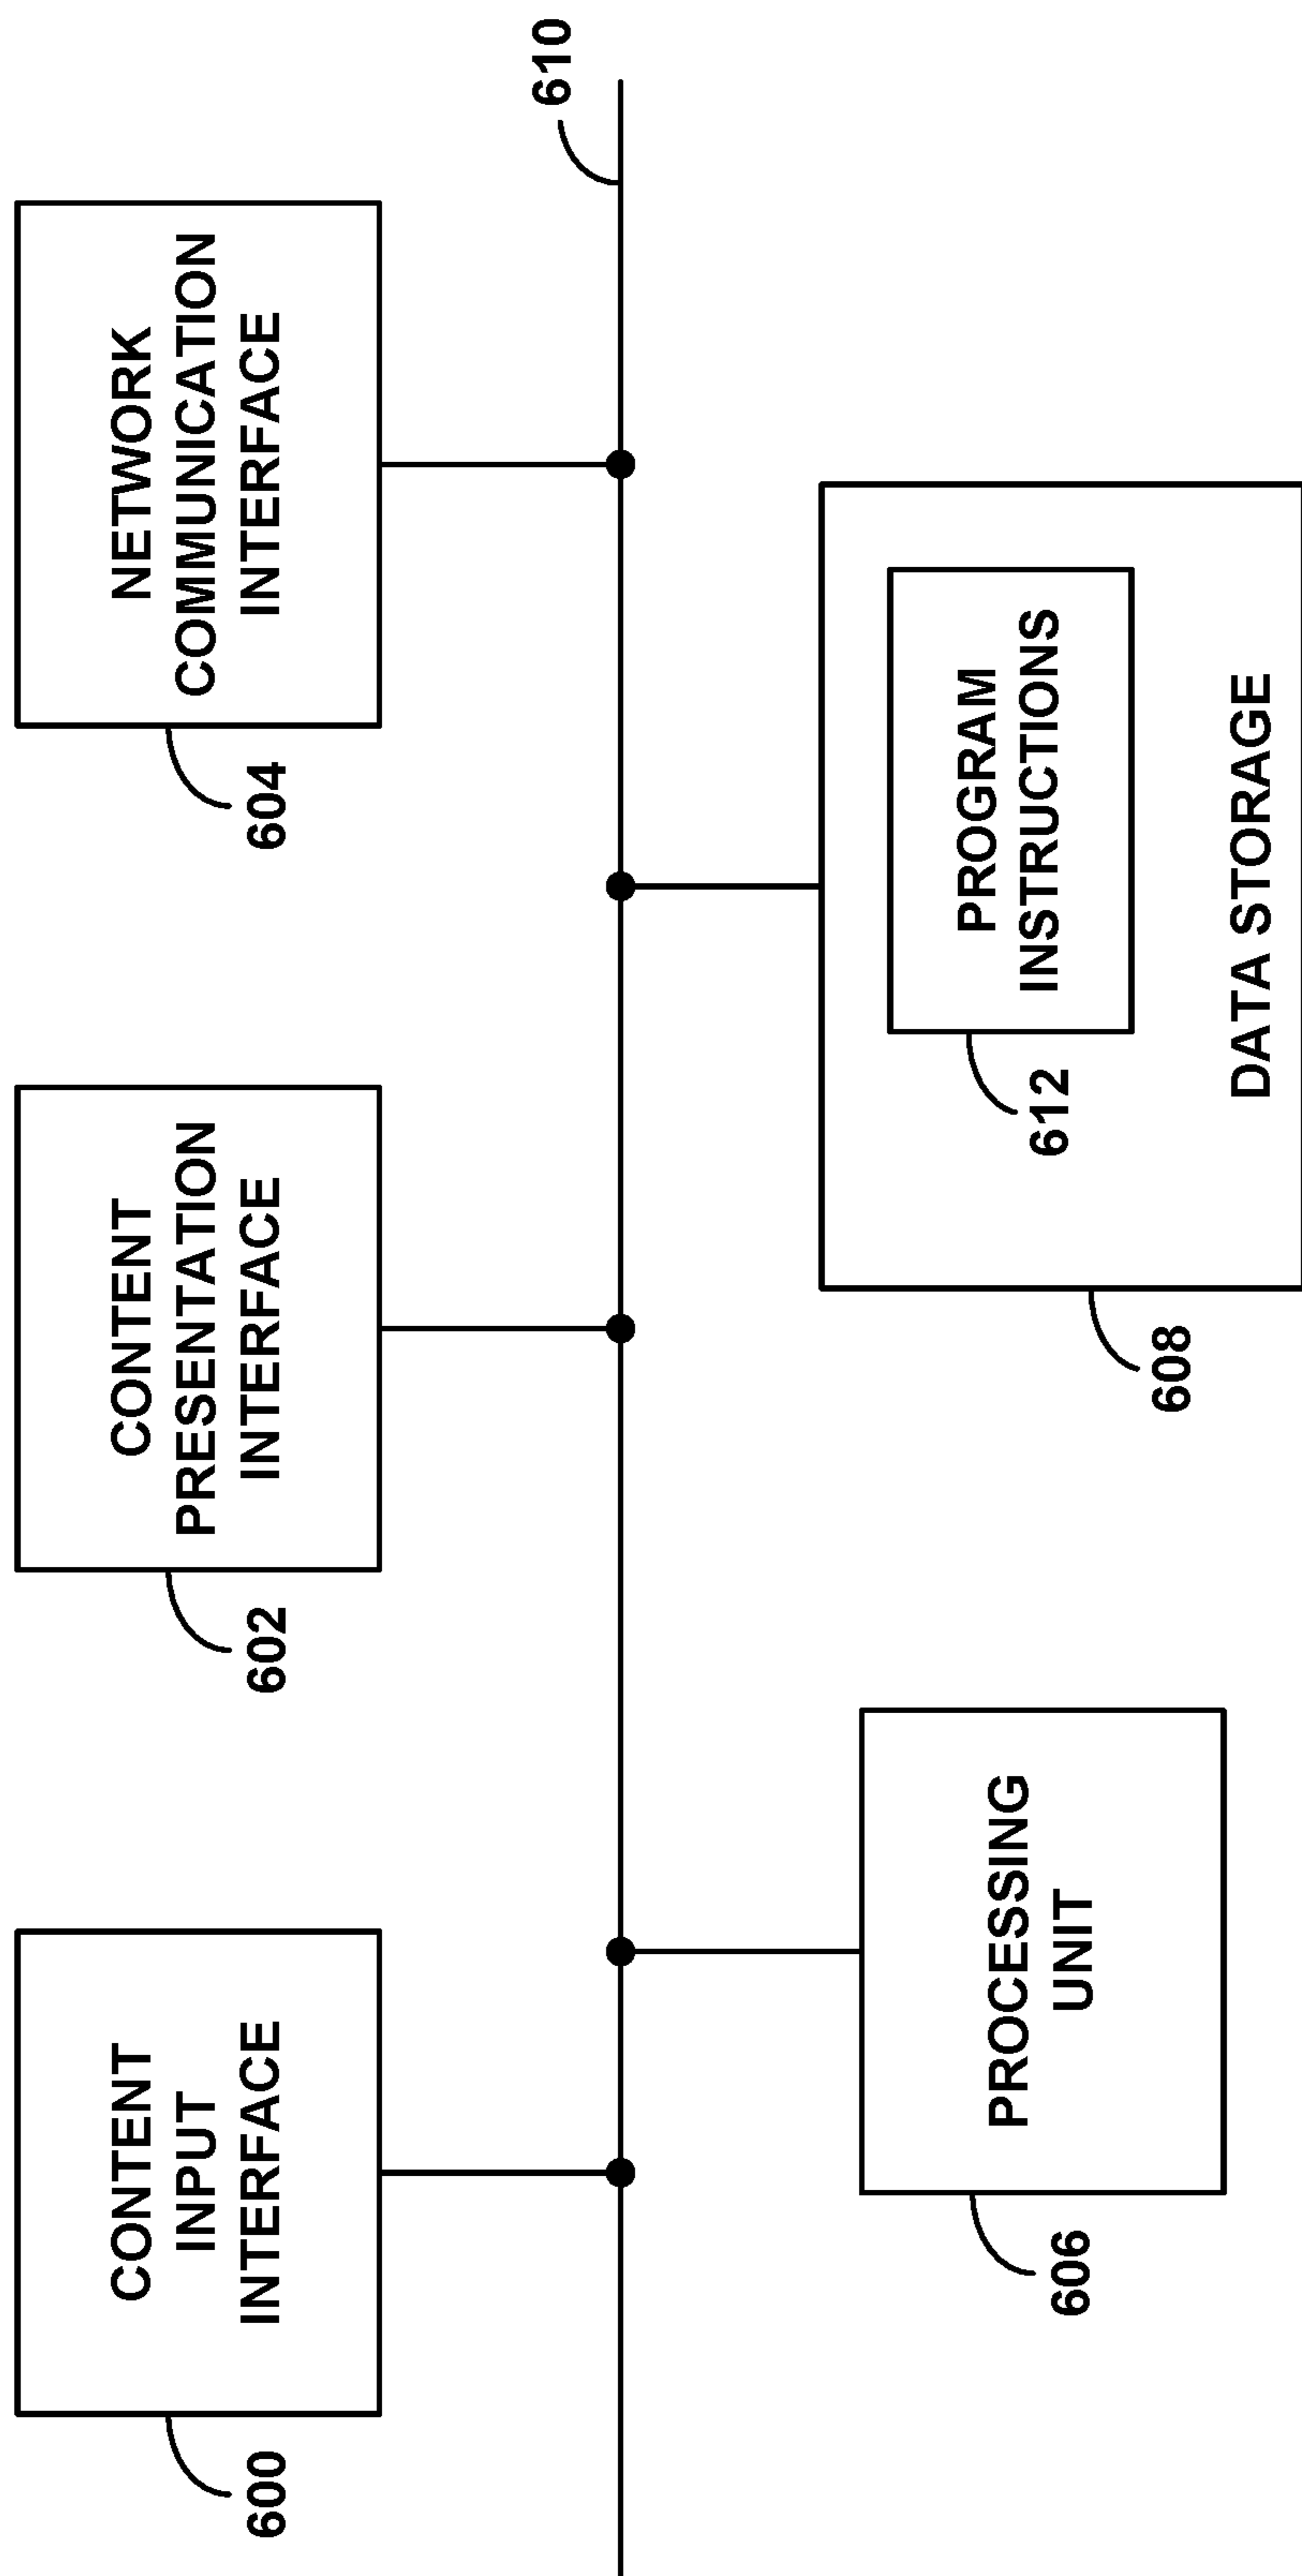 CONTENT
INPUT
INTERFACE
600
CONTENT
PRESENTATION
INTERFACE
602
NETWORK
COMMUNICATION
INTERFACE
604
610
PROCESSING
UNIT
606
PROGRAM
INSTRUCTIONS
612
DATA STORAGE
608